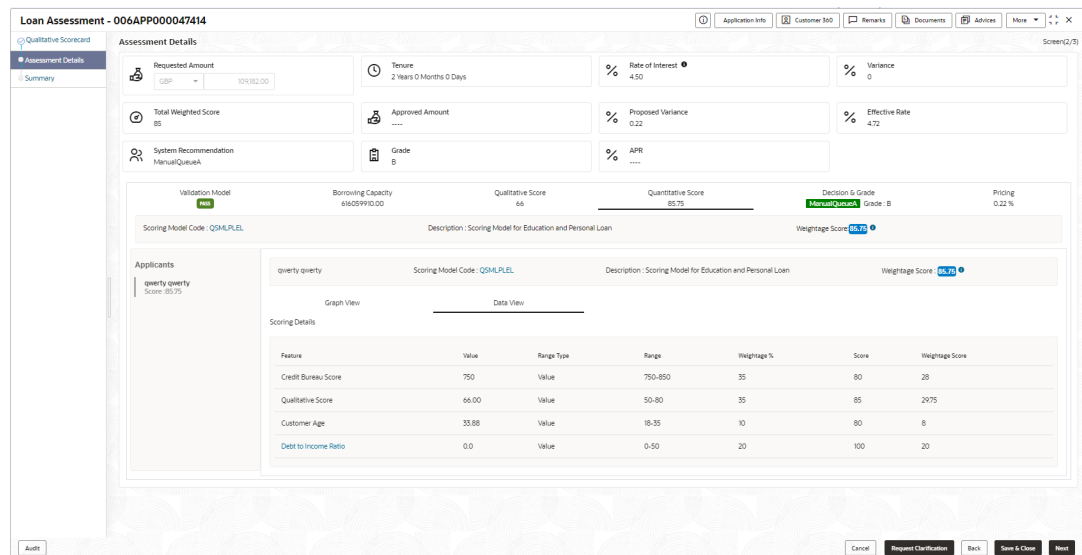 Loan Assessment - 006APP000047414
Application Info Customer 360 Remarks Documents Advices More
Qualitative Scorecard
Assessment Details
Summary
Assessment Details Screen(2/3)
Requested Amount
GBP 109,182.00
Tenure
2 Years 0 Months 0 Days
Rate of Interest
4.50
Variance
0
Total Weighted Score
85
Approved Amount
----
Proposed Variance
0.22
Effective Rate
4.72
System Recommendation
ManualQueueA
Grade
B
APR
----
Validation Model Borrowing Capacity Qualitative Score Quantitative Score Decision & Grade Pricing
PASS 616059910.00 66 85.75 ManualQueueA Grade : B 0.22 %
Scoring Model Code : QSMLPLEL Description : Scoring Model for Education and Personal Loan Weightage Score: 85.75
Applicants
qwerty qwerty
Score :85.75
qwerty qwerty Scoring Model Code : QSMLPLEL Description : Scoring Model for Education and Personal Loan Weightage Score : 85.75
Graph View Data View
Scoring Details
Feature Value Range Type Range Weightage % Score Weightage Score
Credit Bureau Score 750 Value 750-850 35 80 28
Qualitative Score 66.00 Value 50-80 35 85 29.75
Customer Age 33.88 Value 18-35 10 80 8
Debt to Income Ratio 0.0 Value 0-50 20 100 20
Audit Cancel Request Clarification Back Save & Close Next